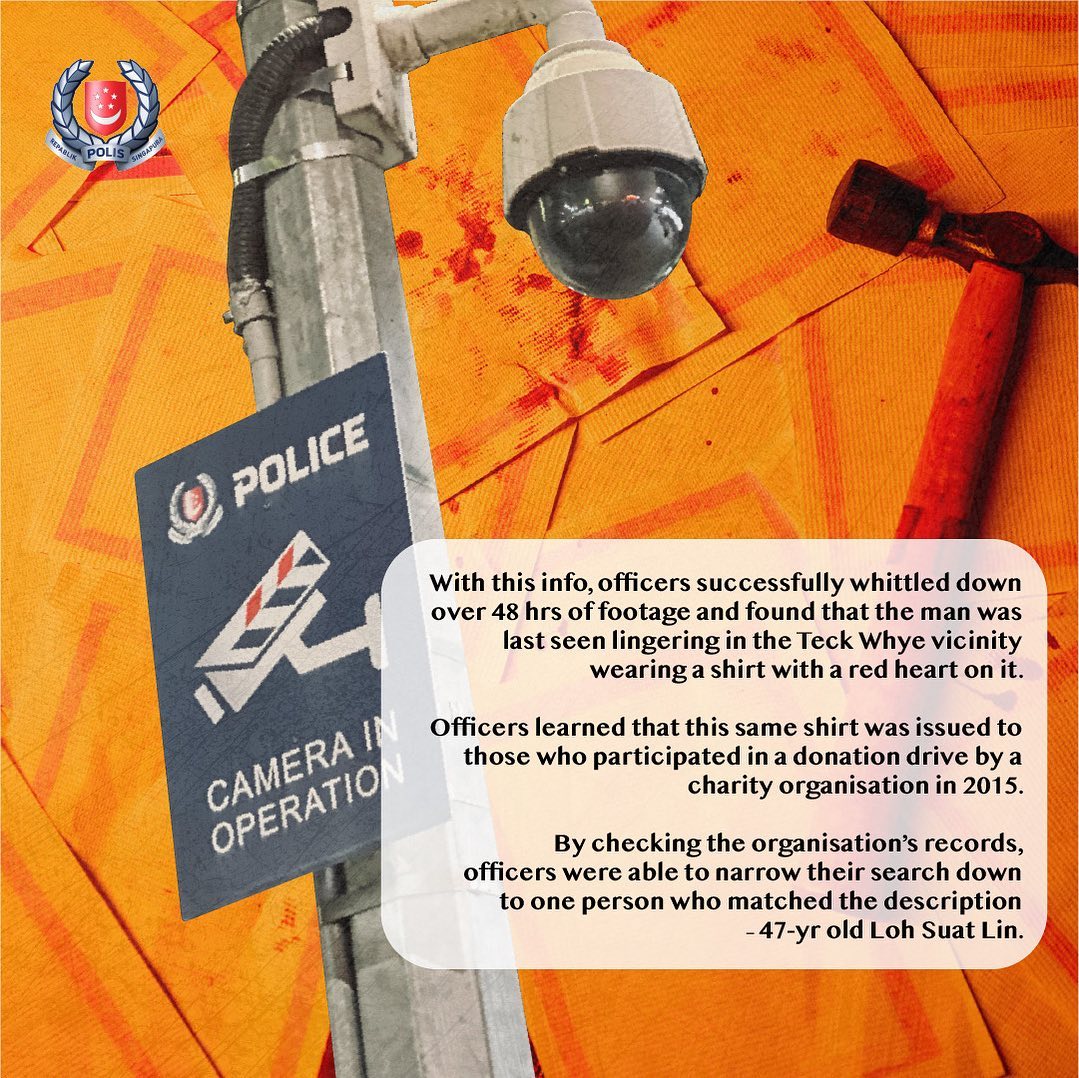 REPABLIK POLIS SINGAPURA
POLICE
CAMERA IN
OPERATION
With this info, officers successfully whittled down
over 48 hrs of footage and found that the man was
last seen lingering in the Teck Whye vicinity
wearing a shirt with a red heart on it.
Officers learned that this same shirt was issued to
those who participated in a donation drive by a
charity organisation in 2015.
By checking the organisation’s records,
officers were able to narrow their search down
to one person who matched the description
– 47-yr old Loh Suat Lin.